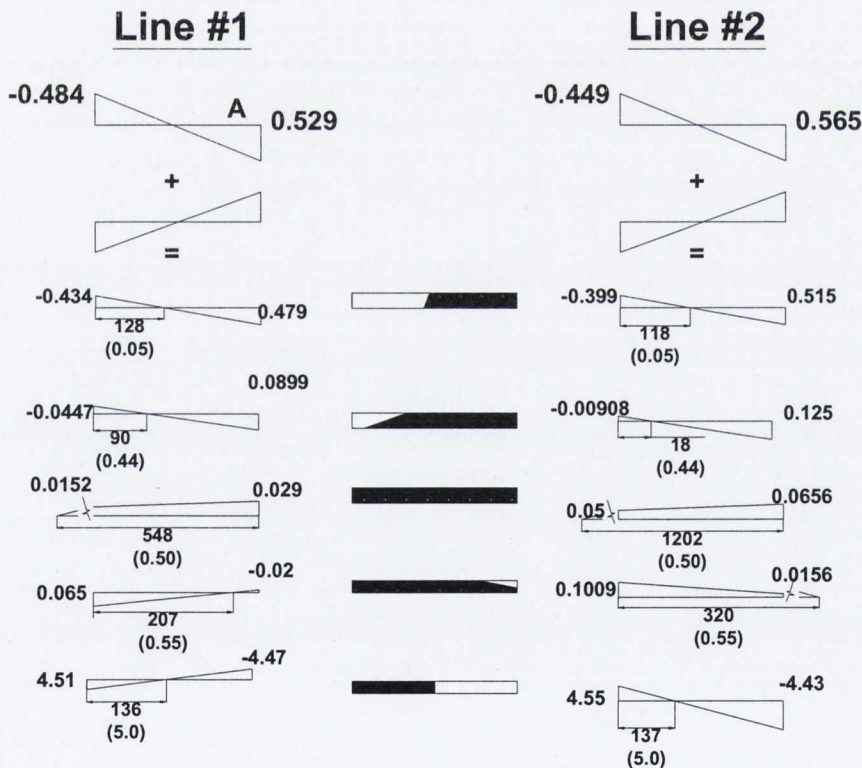 Line #1 Line #2
-0.484 A 0.529 -0.449 0.565
+ +
= =
-0.434 0.479 -0.399 0.515
128 118
(0.05) (0.05)
-0.0447 0.0899 -0.00908 0.125
90 18
(0.44) (0.44)
0.0152 0.029 0.05 0.0656
548 1202
(0.50) (0.50)
0.065 -0.02 0.1009 0.0156
207 320
(0.55) (0.55)
4.51 -4.47 4.55 -4.43
136 137
(5.0) (5.0)